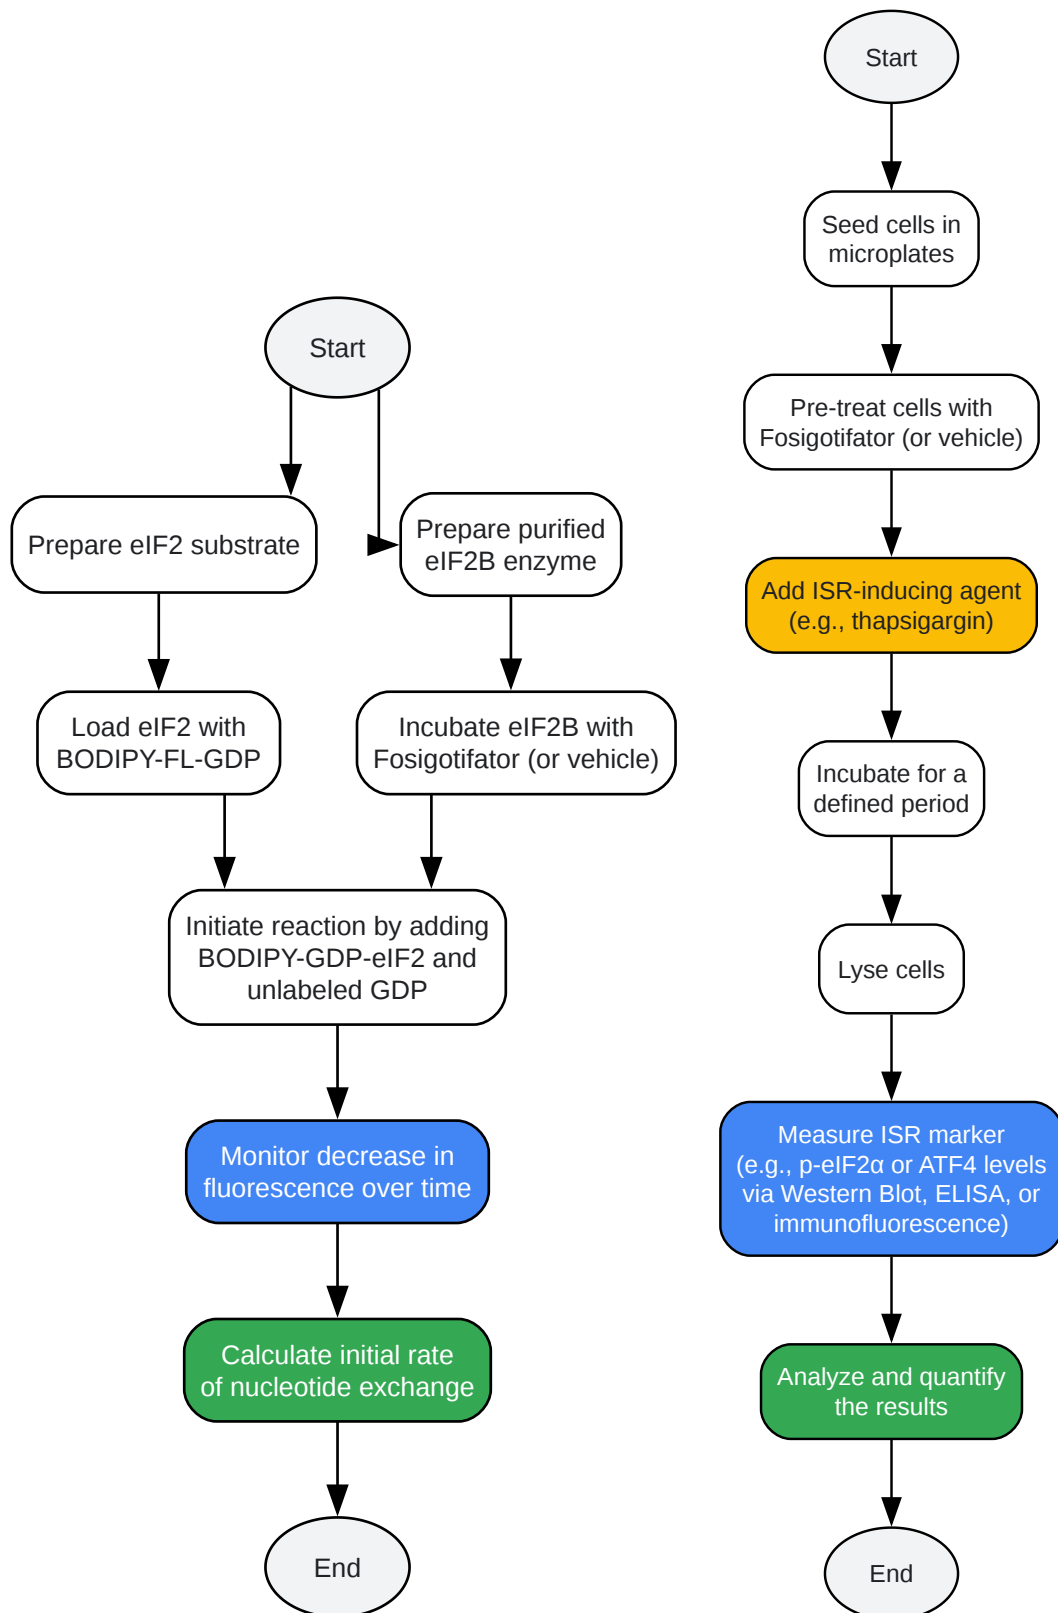 Start
Prepare eIF2 substrate
Prepare purified
eIF2B enzyme
Load eIF2 with
BODIPY-FL-GDP
Incubate eIF2B with
Fosigotifator (or vehicle)
Initiate reaction by adding
BODIPY-GDP-eIF2 and
unlabeled GDP
Monitor decrease in
fluorescence over time
Calculate initial rate
of nucleotide exchange
End
Start
Seed cells in
microplates
Pre-treat cells with
Fosigotifator (or vehicle)
Add ISR-inducing agent
(e.g., thapsigargin)
Incubate for a
defined period
Lyse cells
Measure ISR marker
(e.g., p-eIF2α or ATF4 levels
via Western Blot, ELISA, or
immunofluorescence)
Analyze and quantify
the results
End